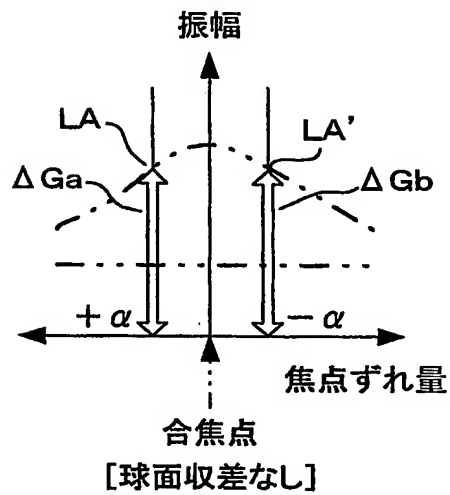 振幅
LA
LA'
ΔGa
ΔGb
+α
-α
焦点ずれ量
合焦点
[球面収差なし]